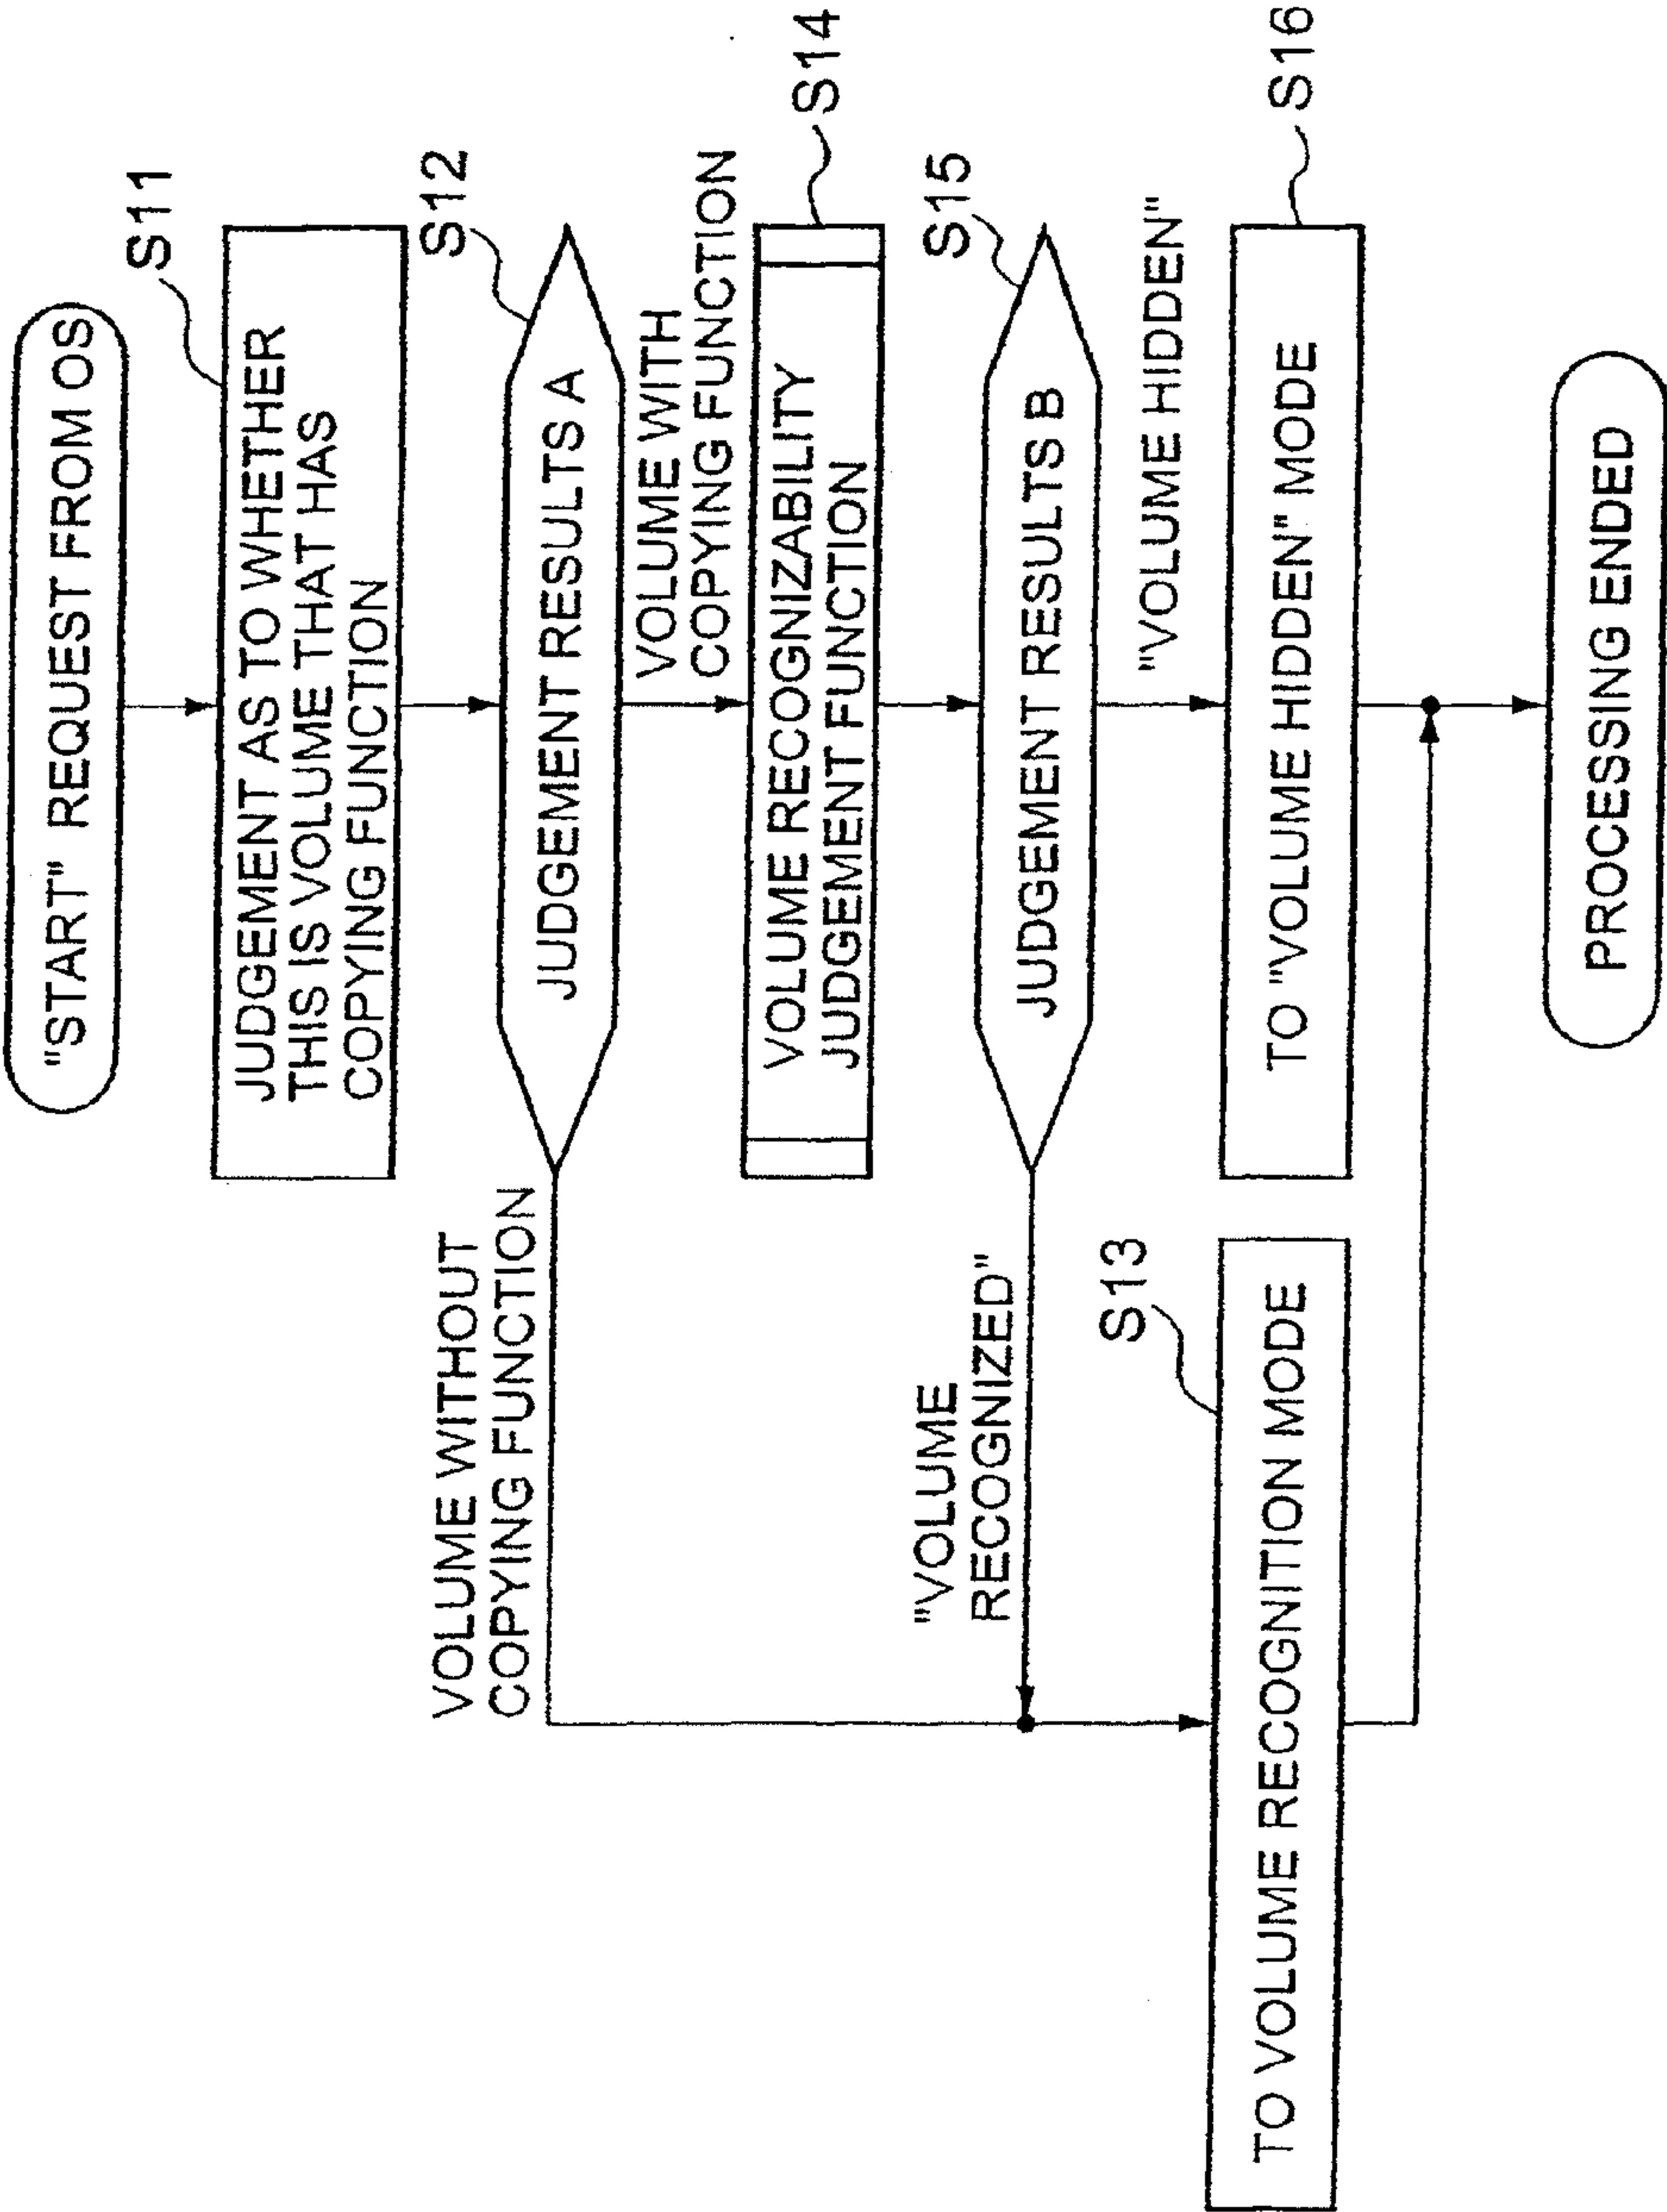 "START" REQUEST FROM OS
S11
JUDGEMENT AS TO WHETHER
THIS IS VOLUME THAT HAS
COPYING FUNCTION
S12
JUDGEMENT RESULTS A
VOLUME WITHOUT
COPYING FUNCTION
VOLUME WITH
COPYING FUNCTION
S14
VOLUME RECOGNIZABILITY
JUDGEMENT FUNCTION
S15
JUDGEMENT RESULTS B
"VOLUME
RECOGNIZED"
"VOLUME HIDDEN"
S13
TO VOLUME RECOGNITION MODE
S16
TO "VOLUME HIDDEN" MODE
PROCESSING ENDED